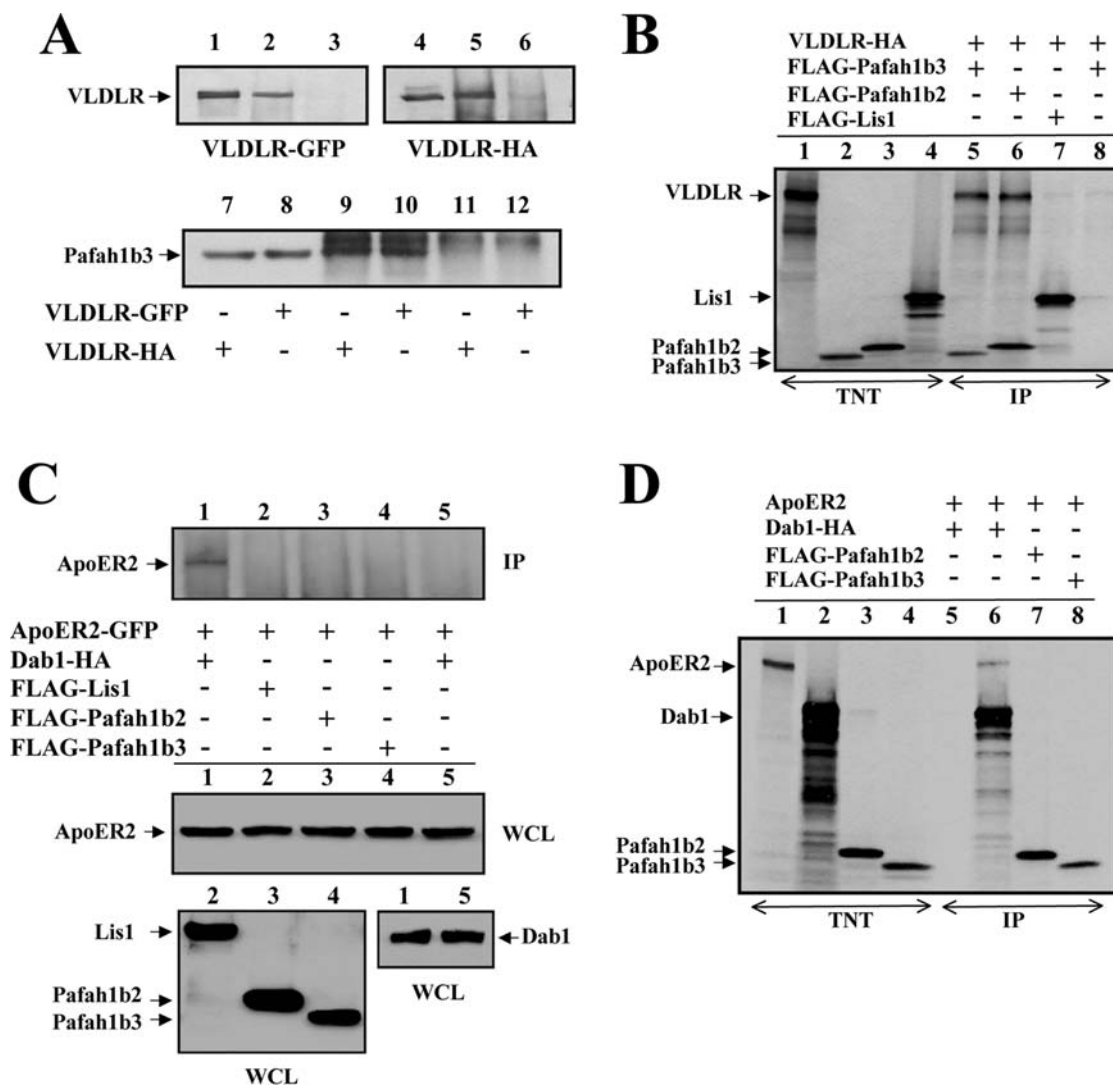 A
1 2 3 4 5 6
VLDLR
VLDLR-GFP VLDLR-HA
7 8 9 10 11 12
Pafah1b3
VLDLR-GFP - + - + - +
VLDLR-HA + - + - + -
B
VLDLR-HA + + + +
FLAG-Pafah1b3 + - - +
FLAG-Pafah1b2 - + - -
FLAG-Lis1 - - + -
1 2 3 4 5 6 7 8
VLDLR
Lis1
Pafah1b2
Pafah1b3
TNT IP
C
1 2 3 4 5
ApoER2 IP
ApoER2-GFP + + + + +
Dab1-HA + - - - +
FLAG-Lis1 - + - - -
FLAG-Pafah1b2 - - + - -
FLAG-Pafah1b3 - - - + -
1 2 3 4 5
ApoER2 WCL
2 3 4 1 5
Lis1
Dab1
WCL
Pafah1b2
Pafah1b3
WCL
D
ApoER2 + + + +
Dab1-HA + + - -
FLAG-Pafah1b2 - - + -
FLAG-Pafah1b3 - - - +
1 2 3 4 5 6 7 8
ApoER2
Dab1
Pafah1b2
Pafah1b3
TNT IP